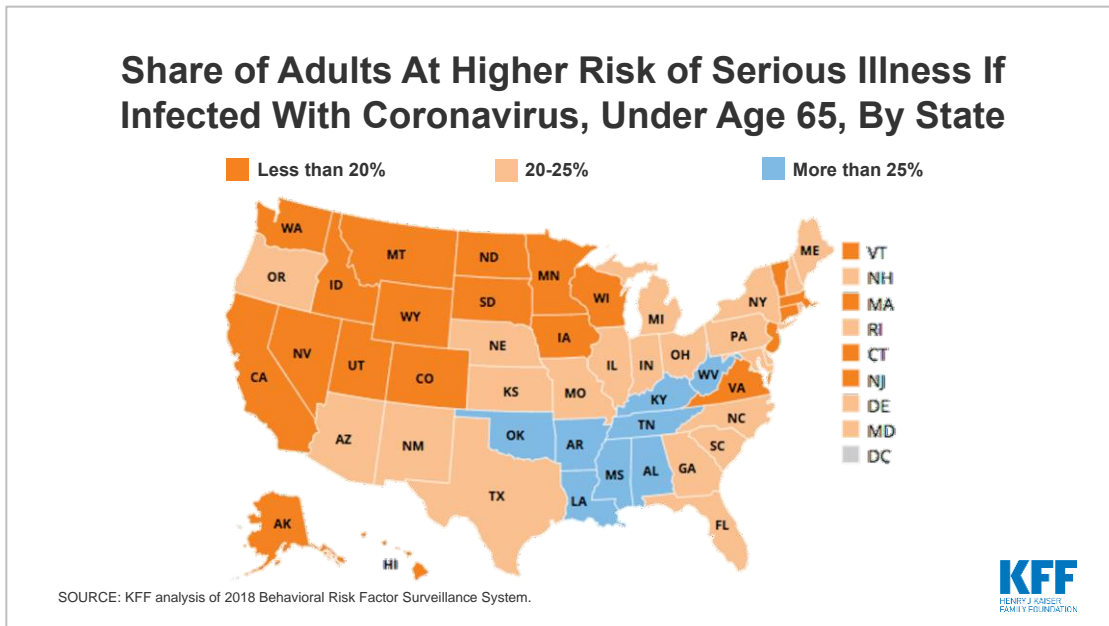 Share of Adults At Higher Risk of Serious Illness If
Infected With Coronavirus, Under Age 65, By State
Less than 20%
20-25%
More than 25%
WA
MT
ND
MN
OR
ID
WY
SD
WI
MI
NY
ME
VT
NH
MA
RI
CT
NJ
DE
MD
DC
CA
NV
UT
CO
NE
IA
IL
IN
OH
PA
KS
MO
KY
WV
VA
AZ
NM
OK
AR
TN
NC
SC
TX
LA
MS
AL
GA
FL
AK
HI
SOURCE: KFF analysis of 2018 Behavioral Risk Factor Surveillance System.
KFF
HENRY J KAISER
FAMILY FOUNDATION